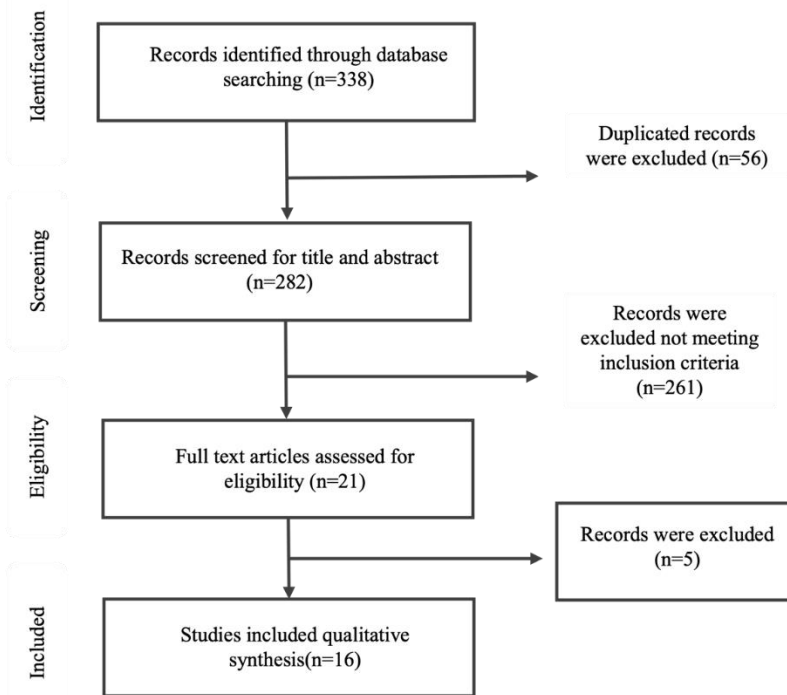 Identification
Records identified through database
searching (n=338)
Duplicated records
were excluded (n=56)
Screening
Records screened for title and abstract
(n=282)
Records were
excluded not meeting
inclusion criteria
(n=261)
Eligibility
Full text articles assessed for
eligibility (n=21)
Records were excluded
(n=5)
Included
Studies included qualitative
synthesis(n=16)